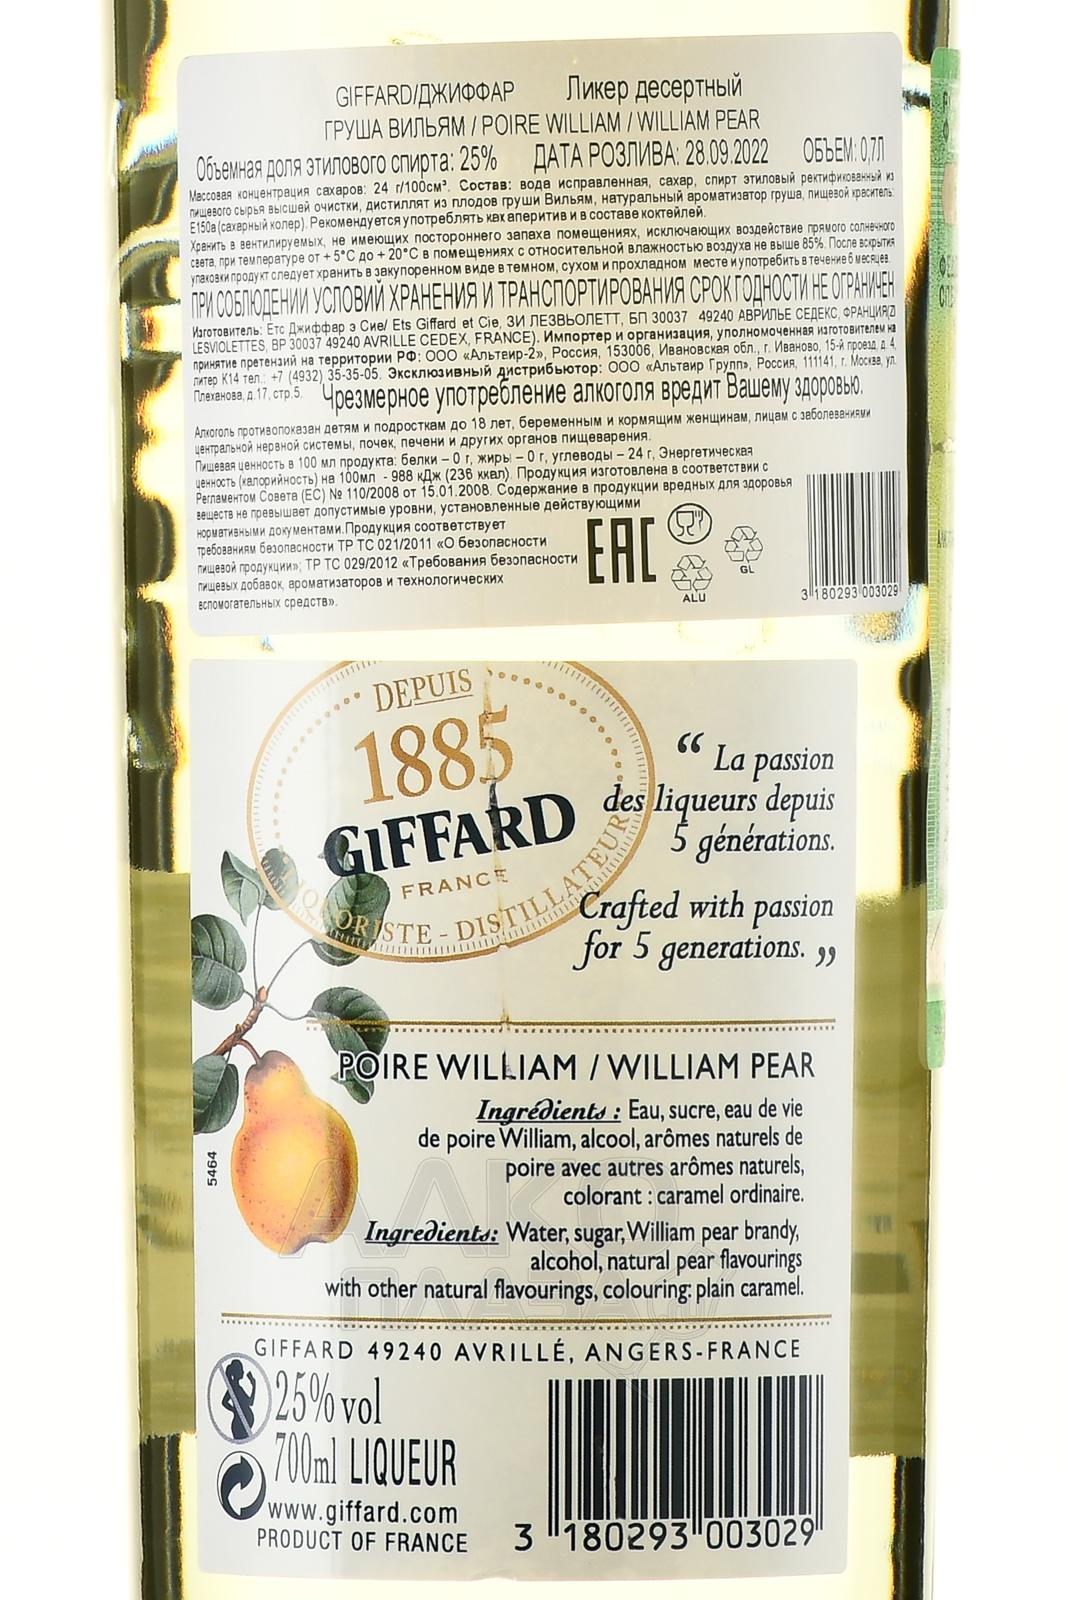 GIFFARD/ДЖИФФАР Ликер десертный
ГРУША ВИЛЬЯМ / POIRE WILLIAM / WILLIAM PEAR
Объемная доля этилового спирта: 25% ДАТА РОЗЛИВА: 28.09.2022 ОБЪЕМ: 0,7Л
Массовая концентрация сахаров: 24 г/100см³. Состав: вода исправленная, сахар, спирт этиловый ректификованный из
пищевого сырья высшей очистки, дистиллят из плодов груши Вильям, натуральный ароматизатор груша, пищевой краситель:
Е150а (сахарный колер). Рекомендуется употреблять как аперитив и в составе коктейлей.
Хранить в вентилируемых, не имеющих постороннего запаха помещениях, исключающих воздействие прямого солнечного
света, при температуре от + 5°С до + 20°С в помещениях с относительной влажностью воздуха не выше 85%. После вскрытия
упаковки продукт следует хранить в закупоренном виде в темном, сухом и прохладном месте и употребить в течение 6 месяцев.
ПРИ СОБЛЮДЕНИИ УСЛОВИЙ ХРАНЕНИЯ И ТРАНСПОРТИРОВАНИЯ СРОК ГОДНОСТИ НЕ ОГРАНИЧЕН
Изготовитель: Етс Джиффар э Сие/ Ets Giffard et Cie, ЗИ ЛЕЗВЬОЛЕТТ, БП 30037 49240 АВРИЛЬЕ СЕДЕКС, ФРАНЦИЯ(ZI
LESVIOLETTES, BP 30037 49240 AVRILLE CEDEX, FRANCE). Импортер и организация, уполномоченная изготовителем на
принятие претензий на территории РФ: ООО «Альтаир-2», Россия, 153006, Ивановская обл., г. Иваново, 15-й проезд, д. 4,
литер К14 тел.: +7 (4932) 35-35-05. Эксклюзивный дистрибьютор: ООО «Альтаир Групп», Россия, 111141, г. Москва, ул.
Плеханова, д.17, стр.5. Чрезмерное употребление алкоголя вредит Вашему здоровью.
Алкоголь противопоказан детям и подросткам до 18 лет, беременным и кормящим женщинам, лицам с заболеваниями
центральной нервной системы, почек, печени и других органов пищеварения.
Пищевая ценность в 100 мл продукта: белки – 0 г, жиры – 0 г, углеводы – 24 г, Энергетическая
ценность (калорийность) на 100мл - 988 кДж (236 ккал). Продукция изготовлена в соответствии с
Регламентом Совета (ЕС) № 110/2008 от 15.01.2008. Содержание в продукции вредных для здоровья
веществ не превышает допустимые уровни, установленные действующими
нормативными документами.Продукция соответствует
требованиям безопасности ТР ТС 021/2011 «О безопасности
пищевой продукции»; ТР ТС 029/2012 «Требования безопасности
пищевых добавок, ароматизаторов и технологических
вспомогательных средств».
EAC
ALU
GL
3 180293 003029
DEPUIS
1885
GIFFARD
FRANCE
LIQUORISTE - DISTILLATEUR
“ La passion
des liqueurs depuis
5 générations.
Crafted with passion
for 5 generations. ”
POIRE WILLIAM / WILLIAM PEAR
Ingrédients : Eau, sucre, eau de vie
de poire William, alcool, arômes naturels de
poire avec autres arômes naturels,
colorant : caramel ordinaire.
Ingredients: Water, sugar, William pear brandy,
alcohol, natural pear flavourings
with other natural flavourings, colouring: plain caramel.
5464
GIFFARD 49240 AVRILLÉ, ANGERS-FRANCE
25% vol
700ml LIQUEUR
www.giffard.com
PRODUCT OF FRANCE
3 180293 003029
АЛКО
ПЛАЗА